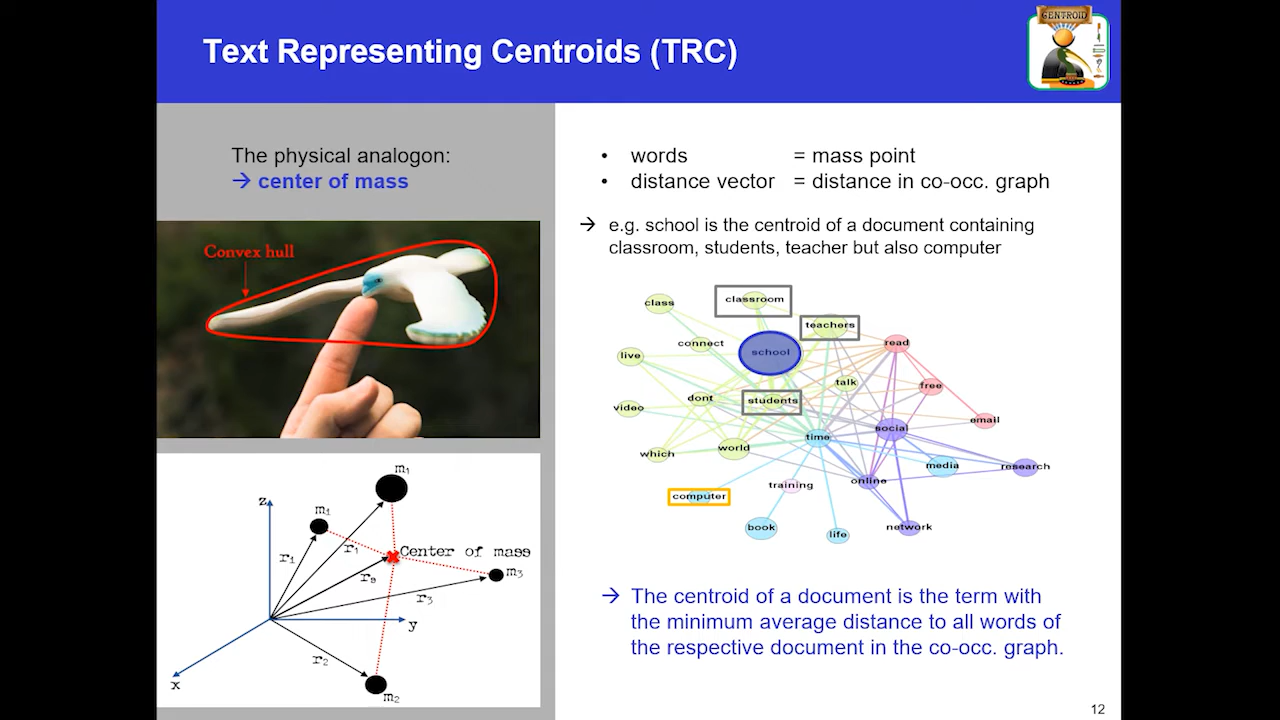 Text Representing Centroids (TRC)
CENTROID
The physical analogon:
→ center of mass
Convex hull
z
m₁
m₁
r₁
r₁
Center of mass
rₛ
m₃
r₃
y
r₂
x
m₂
• words = mass point
• distance vector = distance in co-occ. graph
→ e.g. school is the centroid of a document containing
classroom, students, teacher but also computer
class
classroom
teachers
connect
school
read
live
talk
free
dont
students
video
email
social
time
world
which
media
research
online
training
computer
book
life
network
→ The centroid of a document is the term with
the minimum average distance to all words of
the respective document in the co-occ. graph.
12